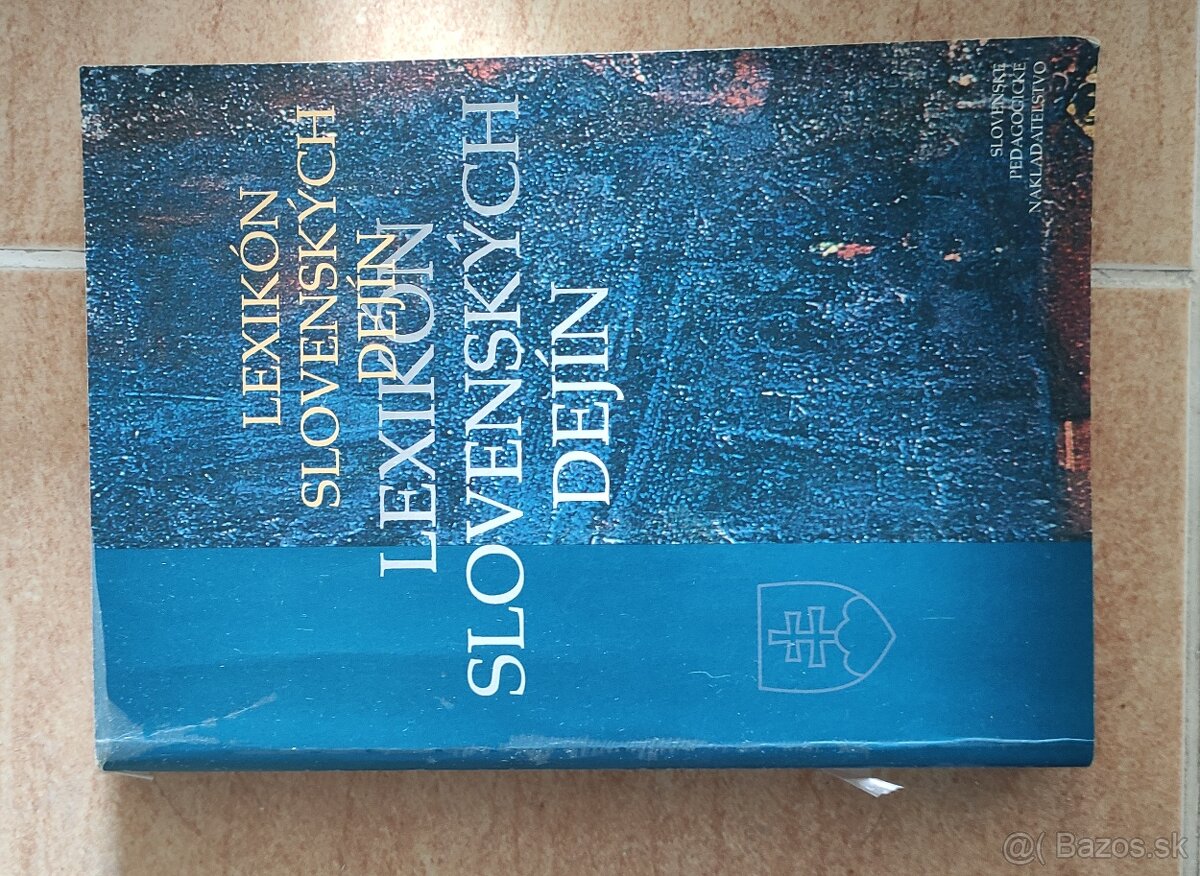 LEXIKÓN
SLOVENSKÝCH
DEJÍN
LEXIKÓN
SLOVENSKÝCH
DEJÍN
SLOVENSKÉ
PEDAGOGICKÉ
NAKLADATEĽSTVO
@( Bazos.sk